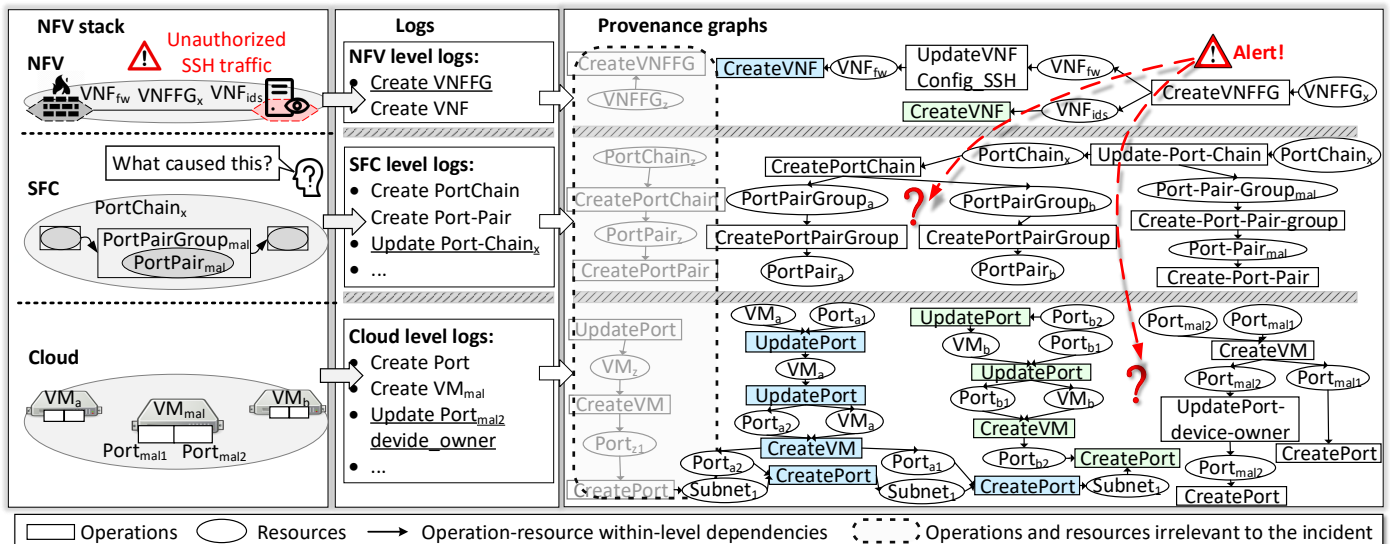 NFV stack
NFV
Unauthorized
SSH traffic
VNFfw VNFFGx VNFids
What caused this?
SFC
PortChainx
PortPairGroupmal
PortPairmal
Cloud
VMa
VMmal
VMb
Portmal1 Portmal2
Logs
NFV level logs:
• Create VNFFG
• Create VNF
SFC level logs:
• Create PortChain
• Create Port-Pair
• Update Port-Chainx
• ...
Cloud level logs:
• Create Port
• Create VMmal
• Update Portmal2
devide_owner
• ...
Provenance graphs
CreateVNFFG
VNFFGz
CreateVNF
VNFfw
UpdateVNF
Config_SSH
VNFfw
Alert!
CreateVNFFG
VNFFGx
CreateVNF
VNFids
PortChainz
CreatePortChain
PortPairz
CreatePortPair
CreatePortChain
PortChainx
Update-Port-Chain
PortChainx
PortPairGroupa
?
PortPairGroupb
Port-Pair-Groupmal
CreatePortPairGroup
CreatePortPairGroup
Create-Port-Pair-group
PortPaira
PortPairb
Port-Pairmal
Create-Port-Pair
UpdatePort
VMz
CreateVM
Portz1
CreatePort
VMa
Porta1
UpdatePort
VMa
UpdatePort
Porta2
VMa
CreateVM
Porta2
Porta1
CreatePort
Subnet1
Subnet1
CreatePort
UpdatePort
Portb2
VMb
Portb1
UpdatePort
Portb1
VMb
CreateVM
Portb2
CreatePort
Subnet1
?
Portmal2
Portmal1
CreateVM
Portmal2
Portmal1
UpdatePort-
device-owner
CreatePort
Portmal2
CreatePort
Operations
Resources
Operation-resource within-level dependencies
Operations and resources irrelevant to the incident